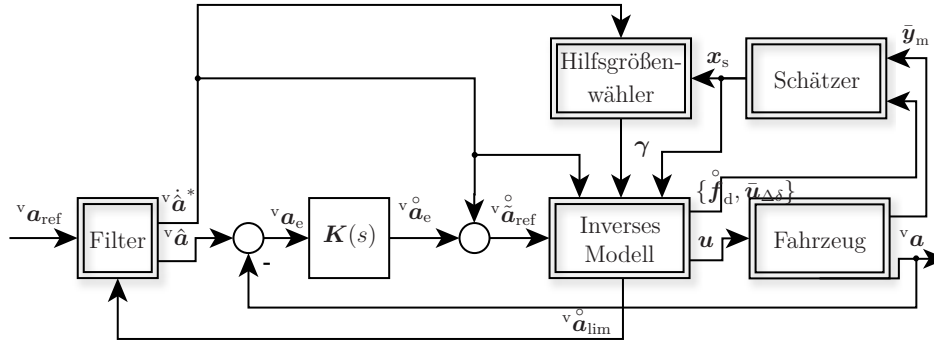 Hilfsgrößen-
wähler
x_s
Schätzer
ȳ_m
γ
ᵛa_ref
Filter
ᵛâ̇*
ᵛâ
-
ᵛa_e
K(s)
ᵛå_e
ᵛã̊_ref
Inverses
Modell
{f̊_d, ū_Δδ}
u
Fahrzeug
ᵛa
ᵛå_lim